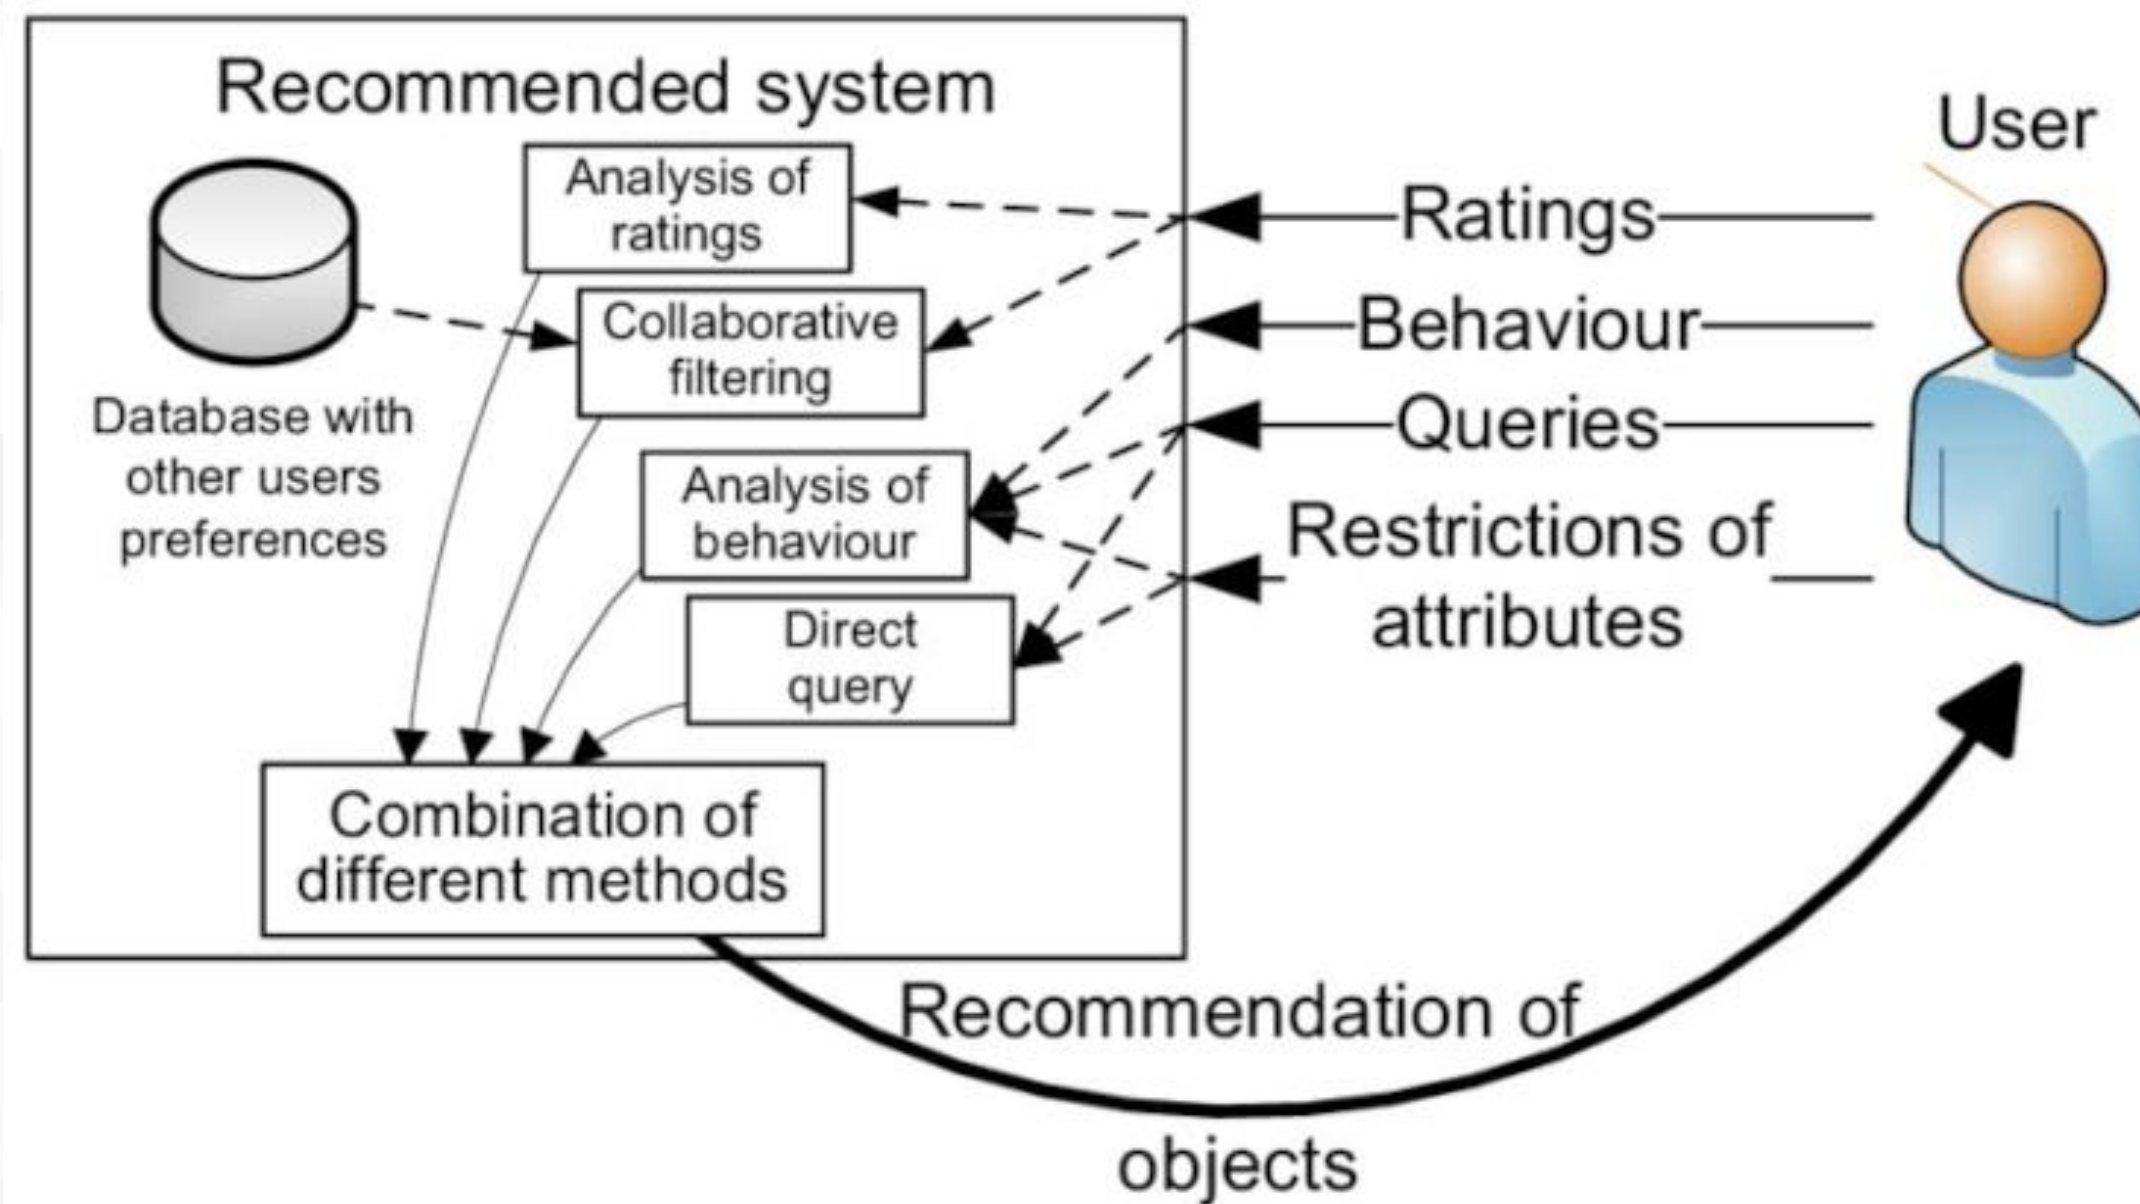 Recommended system
User
Analysis of
ratings
Ratings
Collaborative
filtering
Behaviour
Database with
other users
preferences
Queries
Analysis of
behaviour
Restrictions of
attributes
Direct
query
Combination of
different methods
Recommendation of
objects